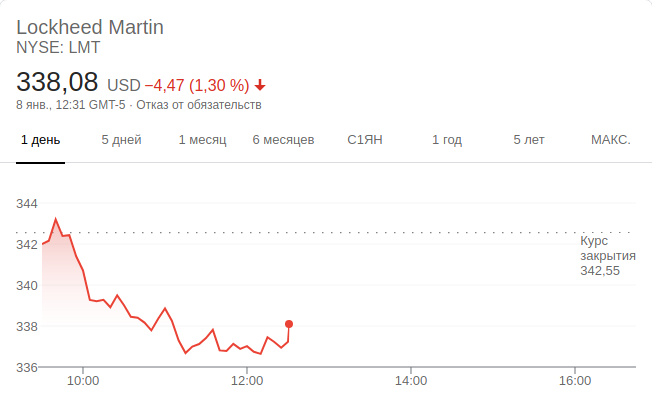 Lockheed Martin
NYSE: LMT
338,08 USD −4,47 (1,30 %)
8 янв., 12:31 GMT-5 · Отказ от обязательств
1 день 5 дней 1 месяц 6 месяцев С1ЯН 1 год 5 лет МАКС.
344
342
340
338
336
Курс
закрытия
342,55
10:00 12:00 14:00 16:00